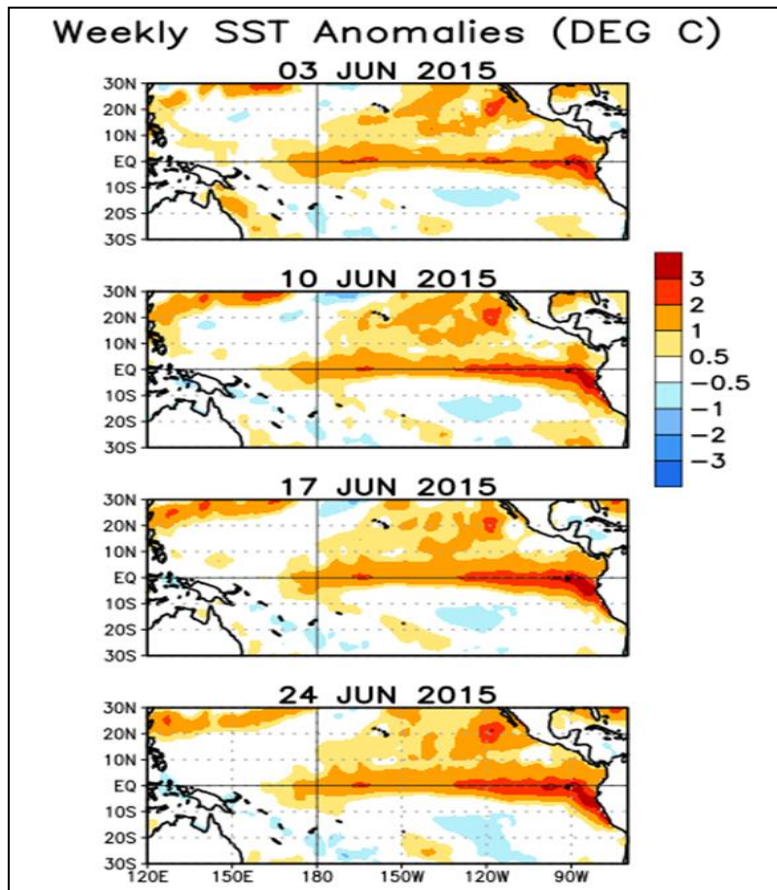 Weekly SST Anomalies (DEG C)
03 JUN 2015
30N
20N
10N
EQ
10S
20S
30S
10 JUN 2015
30N
20N
10N
EQ
10S
20S
30S
3
2
1
0.5
-0.5
-1
-2
-3
17 JUN 2015
30N
20N
10N
EQ
10S
20S
30S
24 JUN 2015
30N
20N
10N
EQ
10S
20S
30S
120E 150E 180 150W 120W 90W